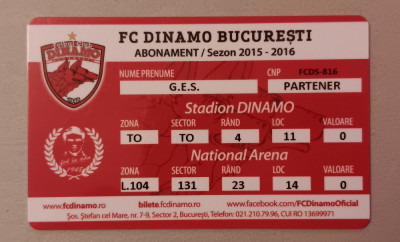 FC DINAMO BUCUREȘTI
ABONAMENT / Sezon 2015 - 2016
DINAMO
NUME PRENUME CNP FCDS-816
G.E.S. PARTENER
Stadion DINAMO
ZONA SECTOR RÂND LOC VALOARE
TO TO 4 11 0
National Arena
ZONA SECTOR RÂND LOC VALOARE
L.104 131 23 14 0
www.fcdinamo.ro bilete.fcdinamo.ro www.facebook.com/FCDinamoOficial
Șos. Ștefan cel Mare, nr. 7-9, Sector 2, București, Telefon: 021.210.79.96, CUI RO 13699971